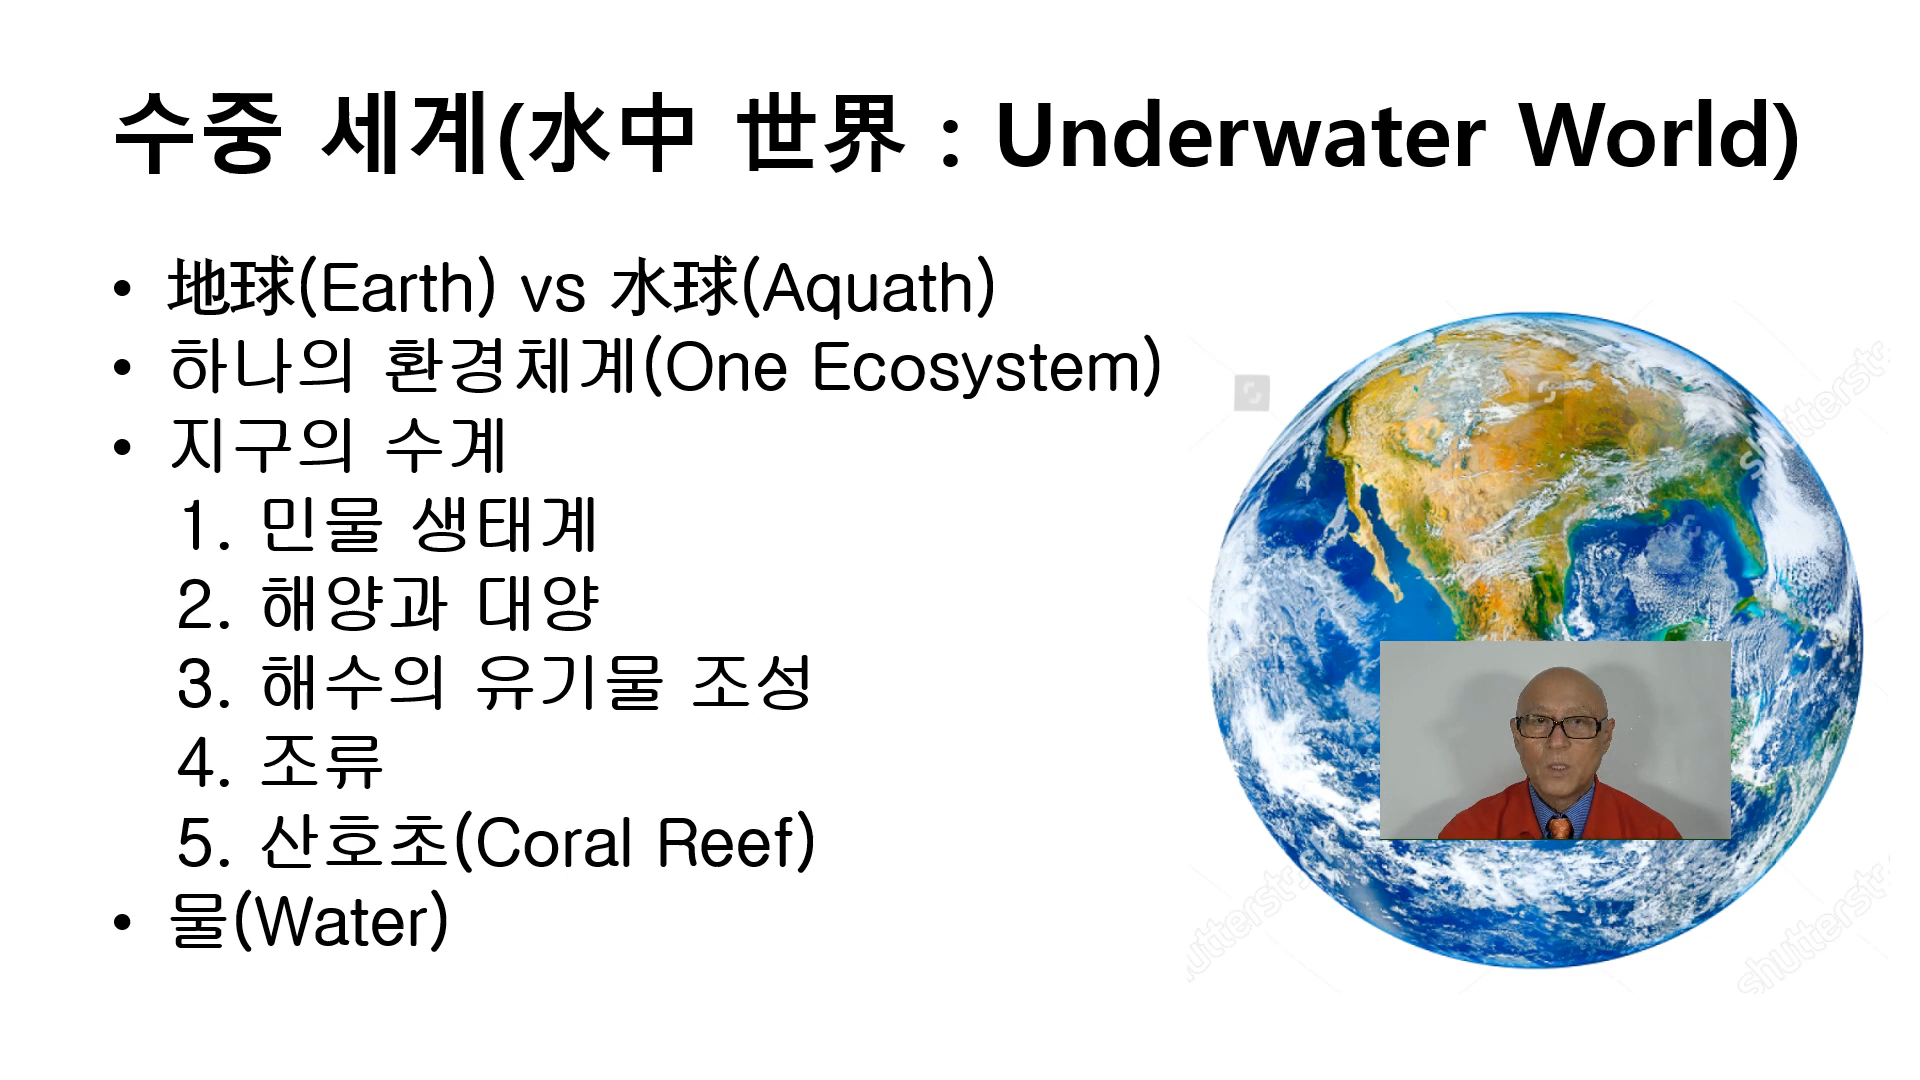 수중 세계(水中 世界 : Underwater World)
• 地球(Earth) vs 水球(Aquath)
• 하나의 환경체계(One Ecosystem)
• 지구의 수계
1. 민물 생태계
2. 해양과 대양
3. 해수의 유기물 조성
4. 조류
5. 산호초(Coral Reef)
• 물(Water)
shutterst
shutterst
shutterst